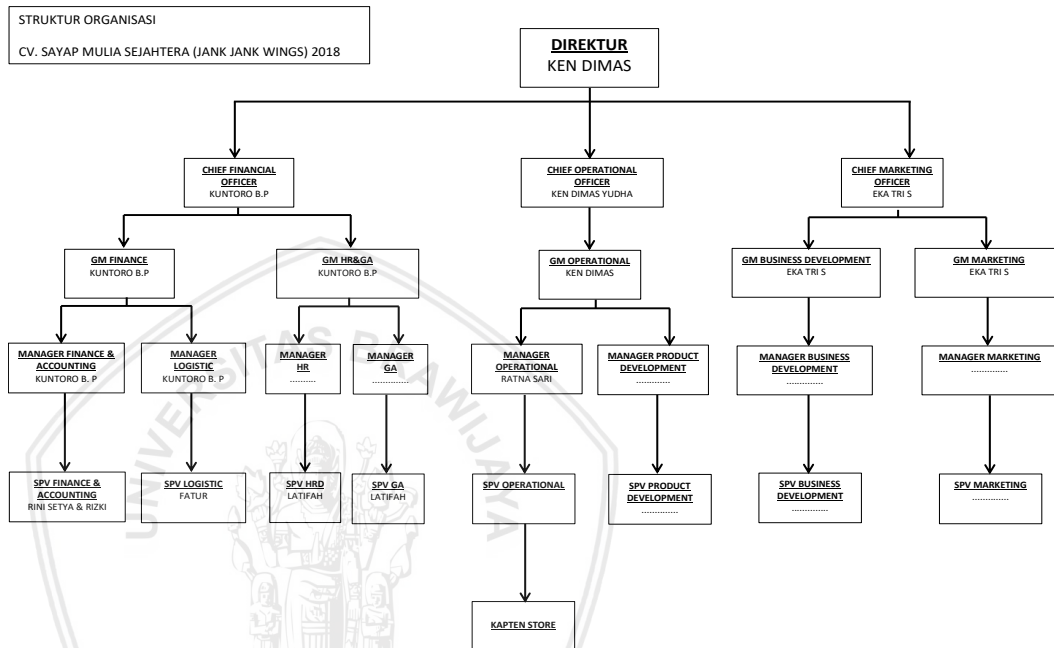 STRUKTUR ORGANISASI
CV. SAYAP MULIA SEJAHTERA (JANK JANK WINGS) 2018
DIREKTUR
KEN DIMAS
CHIEF FINANCIAL
OFFICER
KUNTORO B.P
CHIEF OPERATIONAL
OFFICER
KEN DIMAS YUDHA
CHIEF MARKETING
OFFICER
EKA TRI S
GM FINANCE
KUNTORO B.P
GM HR&GA
KUNTORO B.P
GM OPERATIONAL
KEN DIMAS
GM BUSINESS DEVELOPMENT
EKA TRI S
GM MARKETING
EKA TRI S
MANAGER FINANCE &
ACCOUNTING
KUNTORO B. P
MANAGER
LOGISTIC
KUNTORO B. P
MANAGER
HR
..........
MANAGER
GA
..............
MANAGER
OPERATIONAL
RATNA SARI
MANAGER PRODUCT
DEVELOPMENT
..............
MANAGER BUSINESS
DEVELOPMENT
..............
MANAGER MARKETING
..............
SPV FINANCE &
ACCOUNTING
RINI SETYA & RIZKI
SPV LOGISTIC
FATUR
SPV HRD
LATIFAH
SPV GA
LATIFAH
SPV OPERATIONAL
SPV PRODUCT
DEVELOPMENT
..............
SPV BUSINESS
DEVELOPMENT
..............
SPV MARKETING
..............
KAPTEN STORE
UNIVERSITAS BRAWIJAYA